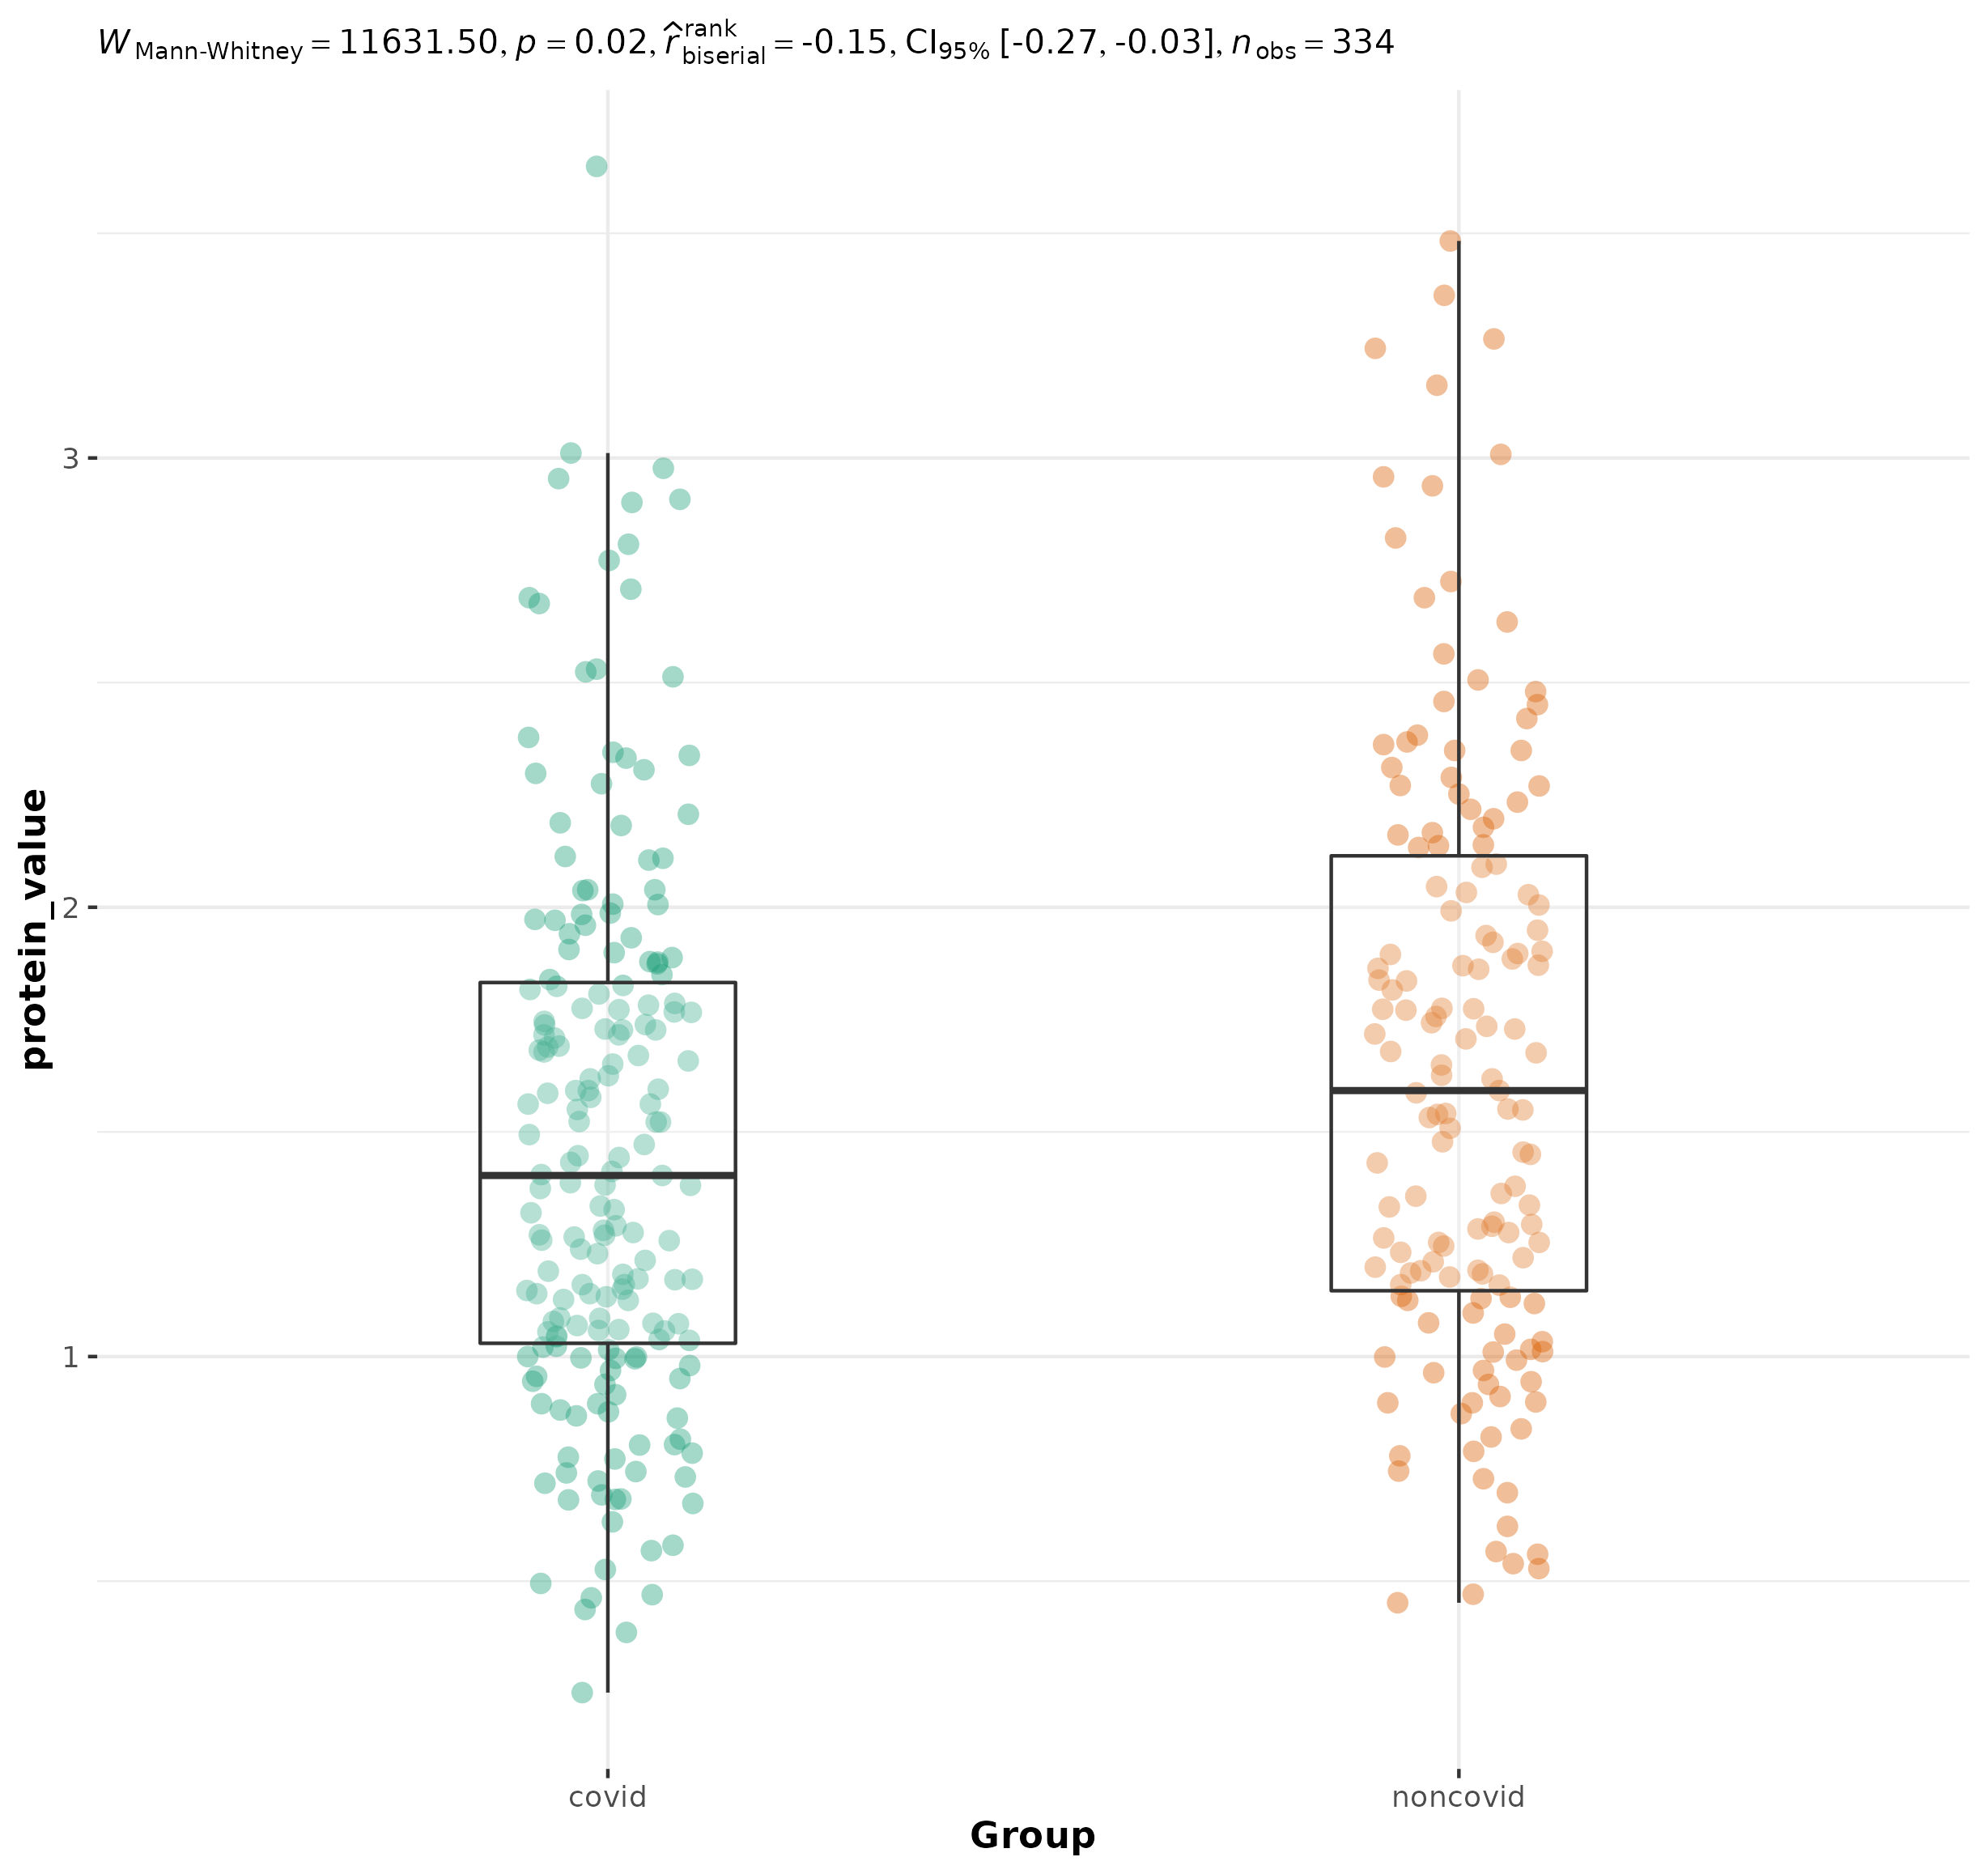 W Mann-Whitney = 11631.50, p = 0.02, r̂ rank biserial = -0.15, CI95% [-0.27, -0.03], n obs = 334
3
2
1
protein_value
covid noncovid
Group